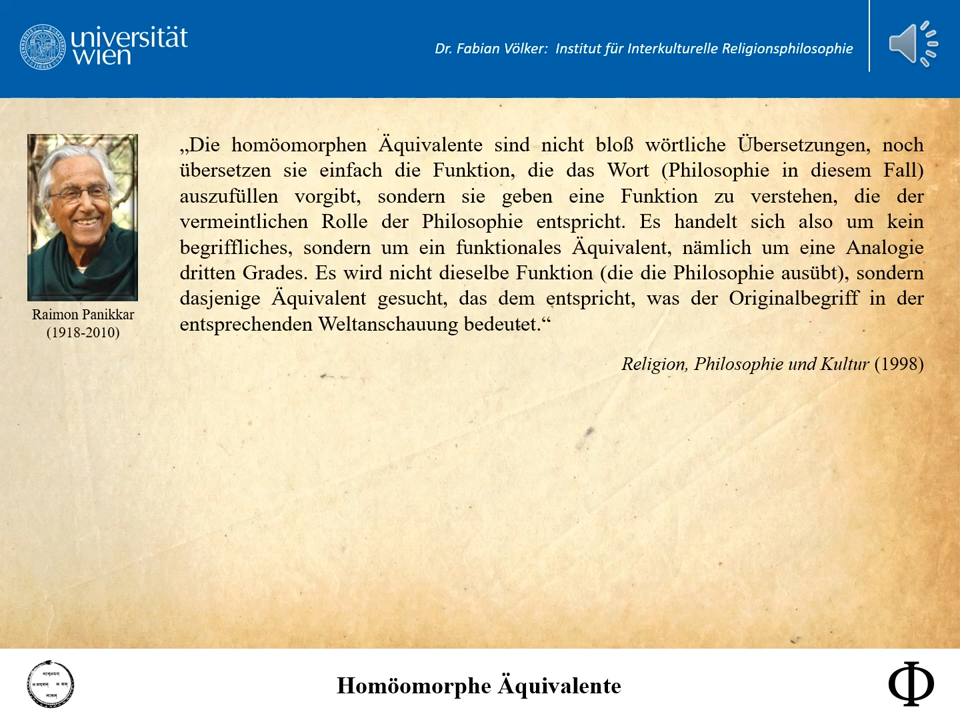 universität
wien
Dr. Fabian Völker: Institut für Interkulturelle Religionsphilosophie
„Die homöomorphen Äquivalente sind nicht bloß wörtliche Übersetzungen, noch
übersetzen sie einfach die Funktion, die das Wort (Philosophie in diesem Fall)
auszufüllen vorgibt, sondern sie geben eine Funktion zu verstehen, die der
vermeintlichen Rolle der Philosophie entspricht. Es handelt sich also um kein
begriffliches, sondern um ein funktionales Äquivalent, nämlich um eine Analogie
dritten Grades. Es wird nicht dieselbe Funktion (die die Philosophie ausübt), sondern
dasjenige Äquivalent gesucht, das dem entspricht, was der Originalbegriff in der
entsprechenden Weltanschauung bedeutet.“
Religion, Philosophie und Kultur (1998)
Raimon Panikkar
(1918-2010)
Homöomorphe Äquivalente
Φ